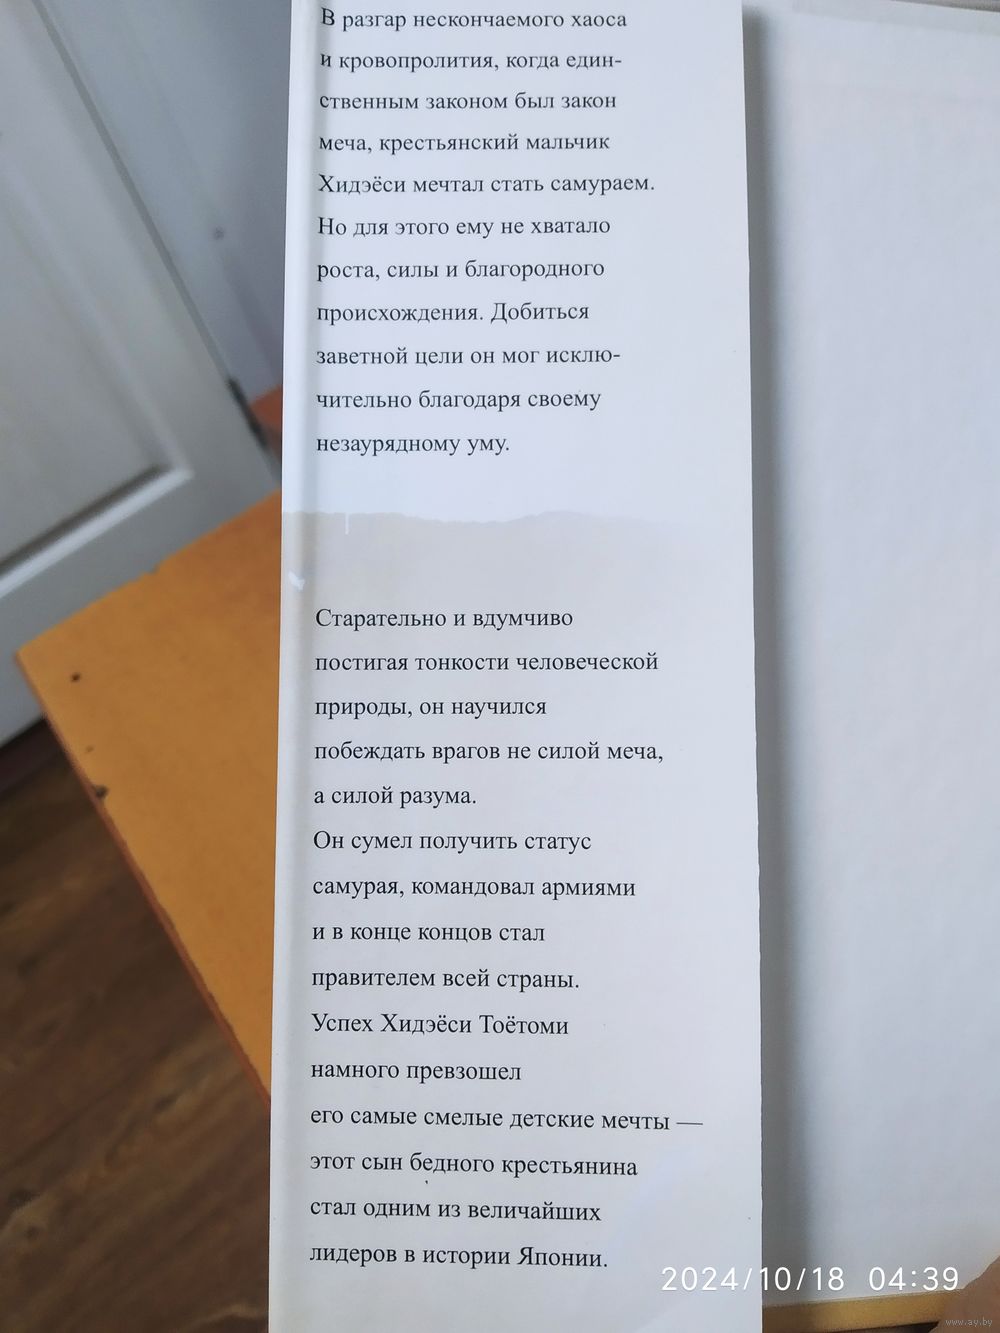 В разгар нескончаемого хаоса
и кровопролития, когда един-
ственным законом был закон
меча, крестьянский мальчик
Хидэёси мечтал стать самураем.
Но для этого ему не хватало
роста, силы и благородного
происхождения. Добиться
заветной цели он мог исклю-
чительно благодаря своему
незаурядному уму.
Старательно и вдумчиво
постигая тонкости человеческой
природы, он научился
побеждать врагов не силой меча,
а силой разума.
Он сумел получить статус
самурая, командовал армиями
и в конце концов стал
правителем всей страны.
Успех Хидэёси Тоётоми
намного превзошел
его самые смелые детские мечты —
этот сын бедного крестьянина
стал одним из величайших
лидеров в истории Японии.
2024/10/18 04:39
www.ay.by